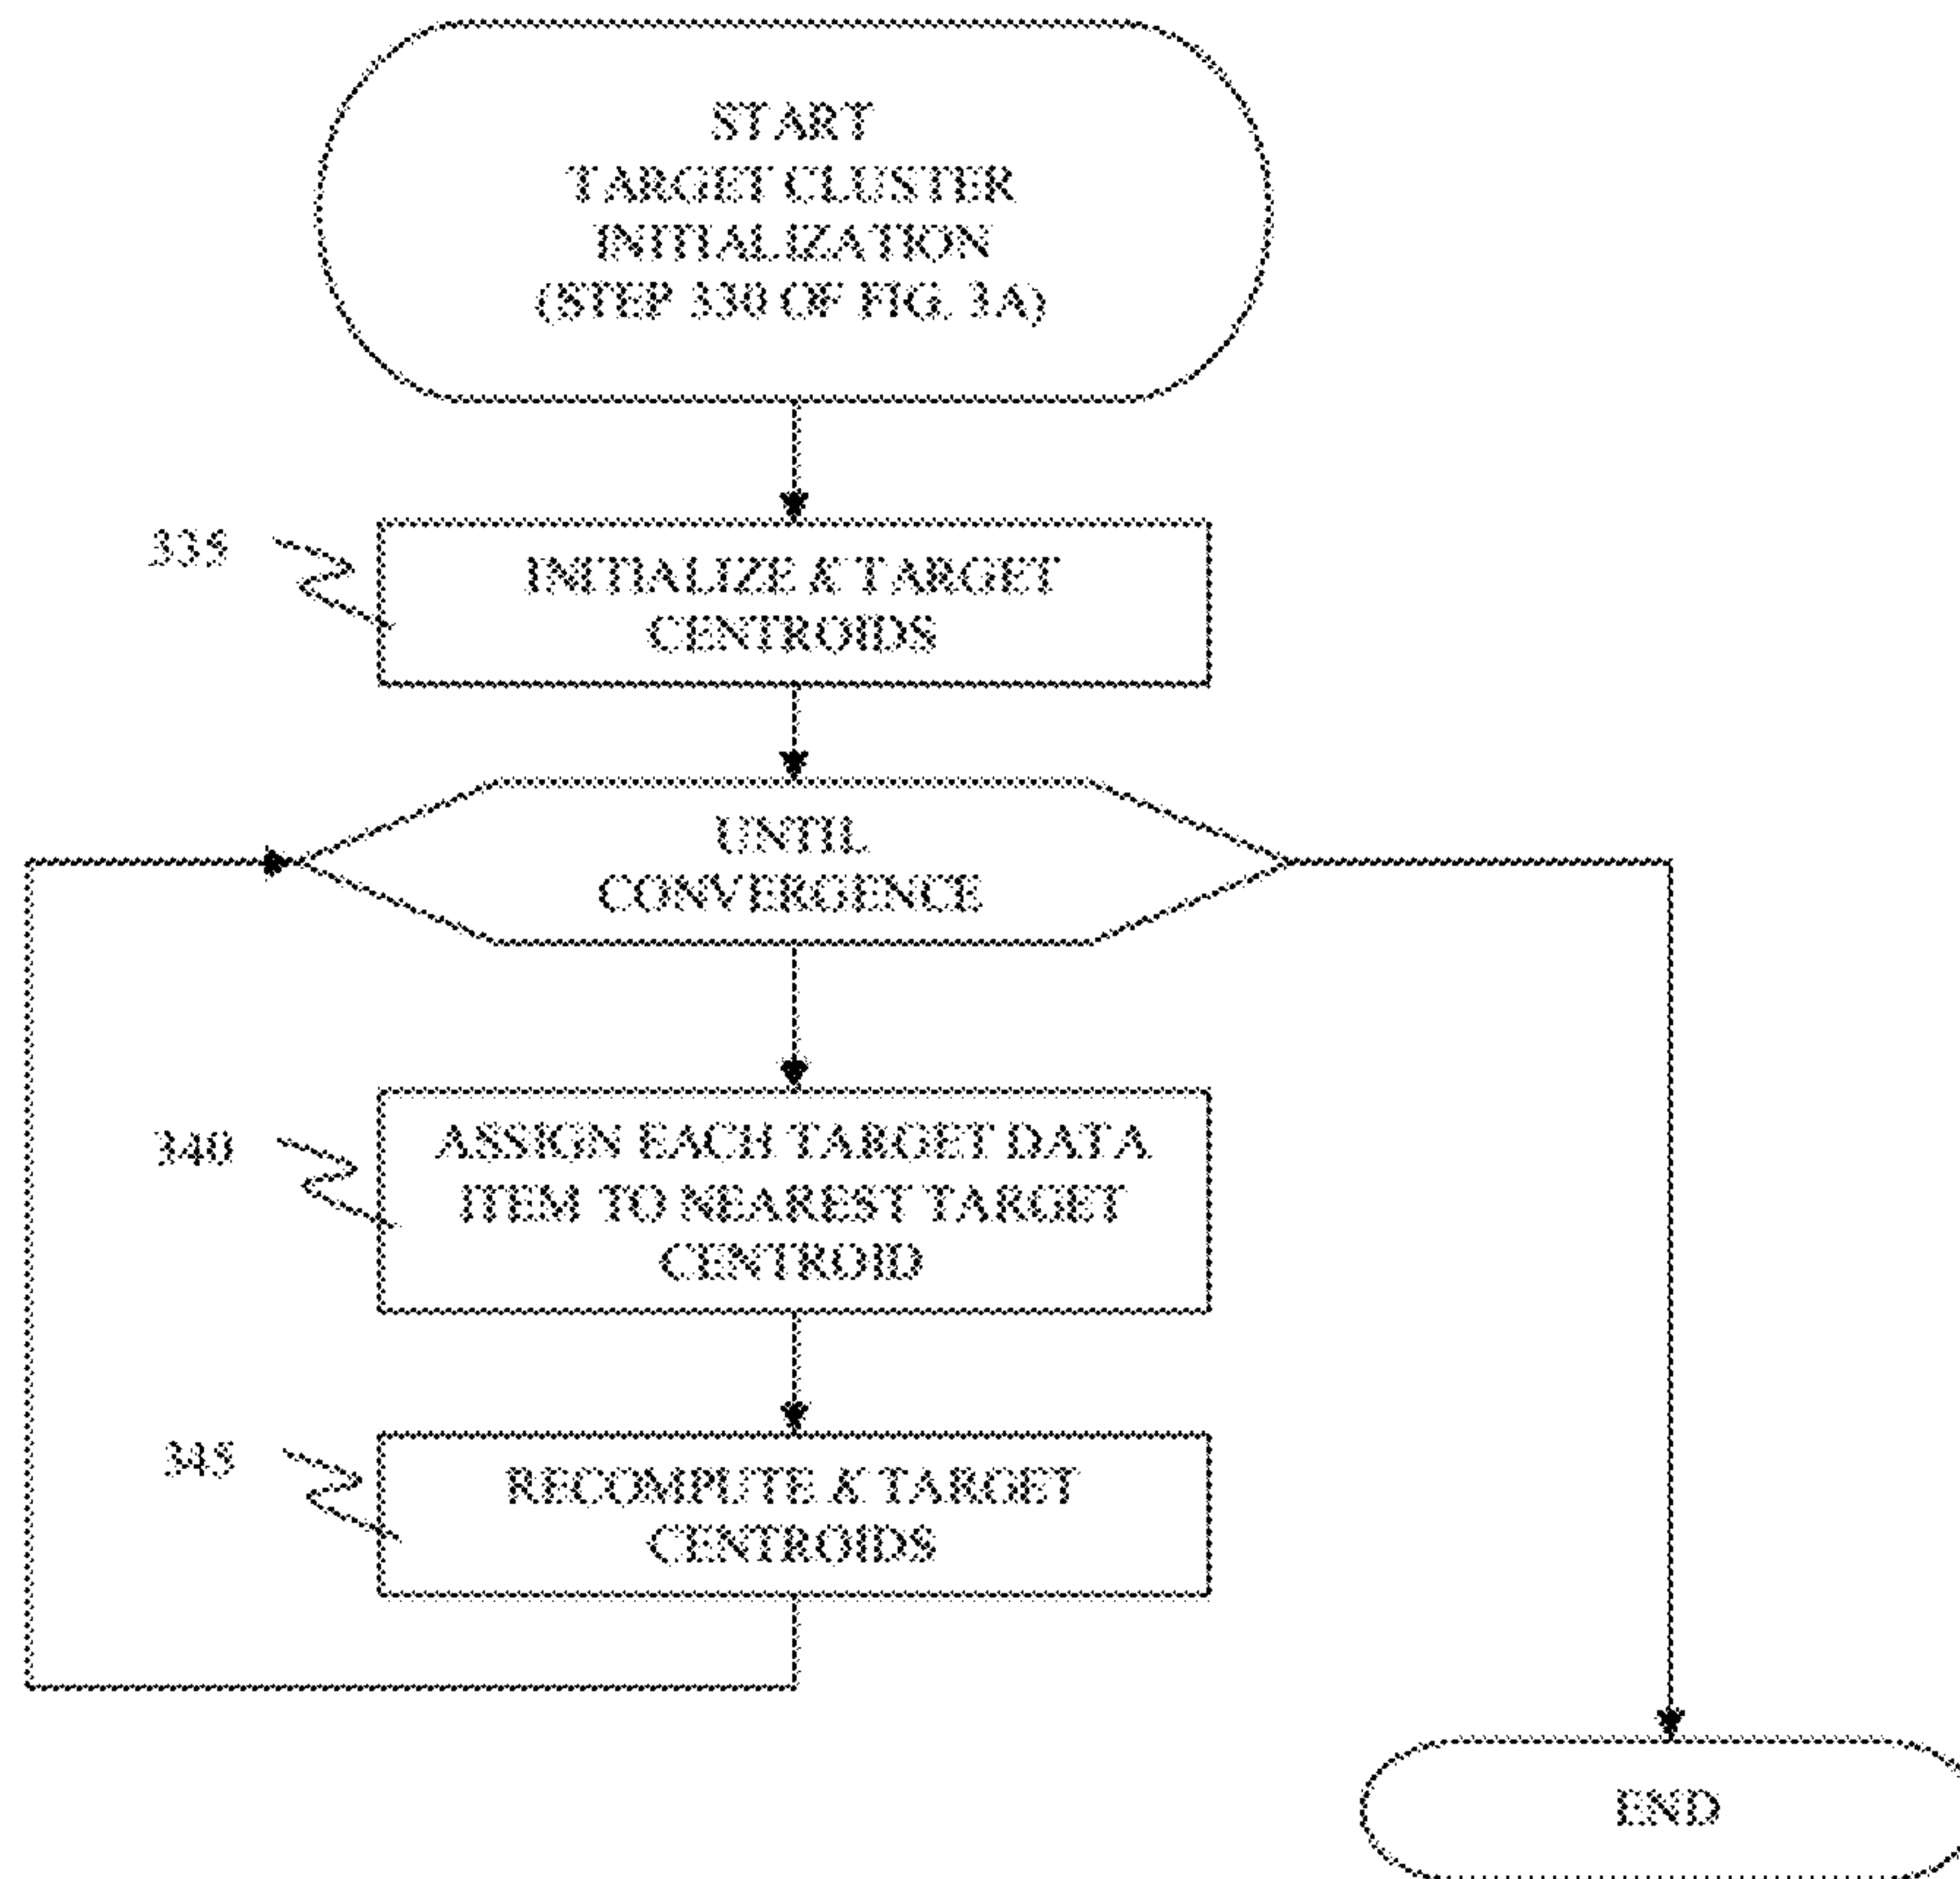 START
TARGET CLUSTER
INITIALIZATION
(STEP 330 OF FIG. 3A)
335
INITIALIZE K TARGET
CENTROIDS
UNTIL
CONVERGENCE
340
ASSIGN EACH TARGET DATA
ITEM TO NEAREST TARGET
CENTROID
345
RECOMPUTE K TARGET
CENTROIDS
END